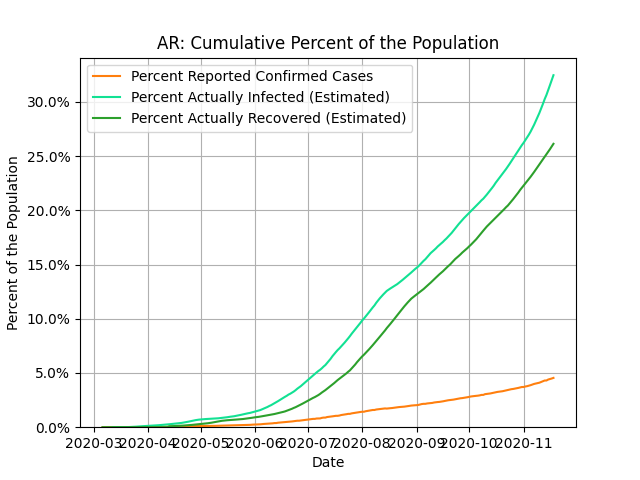 AR: Cumulative Percent of the Population
Percent Reported Confirmed Cases
Percent Actually Infected (Estimated)
Percent Actually Recovered (Estimated)
30.0%
25.0%
20.0%
15.0%
10.0%
5.0%
0.0%
Percent of the Population
2020-03 2020-04 2020-05 2020-06 2020-07 2020-08 2020-09 2020-10 2020-11
Date